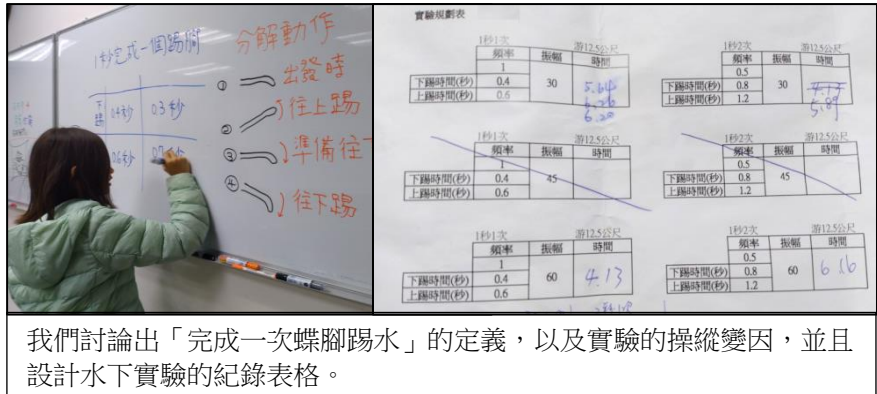 1秒完成一個踢腳
下踢 0.4秒 0.3秒
0.6秒
分解動作
① 出發時
② 往上踢
③ 準備往下
④ 往下踢
實驗規劃表
1秒1次 游12.5公尺
頻率 振幅 時間
1
下踢時間(秒) 0.4 30
上踢時間(秒) 0.6
5.64
6.20
1秒2次 游12.5公尺
頻率 振幅 時間
0.5
下踢時間(秒) 0.8 30
上踢時間(秒) 1.2
4.13
5.89
1秒1次 游12.5公尺
頻率 振幅 時間
1
下踢時間(秒) 0.4 45
上踢時間(秒) 0.6
1秒2次 游12.5公尺
頻率 振幅 時間
0.5
下踢時間(秒) 0.8 45
上踢時間(秒) 1.2
1秒1次 游12.5公尺
頻率 振幅 時間
1
下踢時間(秒) 0.4 60 4.13
上踢時間(秒) 0.6
1秒2次 游12.5公尺
頻率 振幅 時間
0.5
下踢時間(秒) 0.8 60 6.16
上踢時間(秒) 1.2
我們討論出「完成一次蝶腳踢水」的定義，以及實驗的操縱變因，並且
設計水下實驗的紀錄表格。